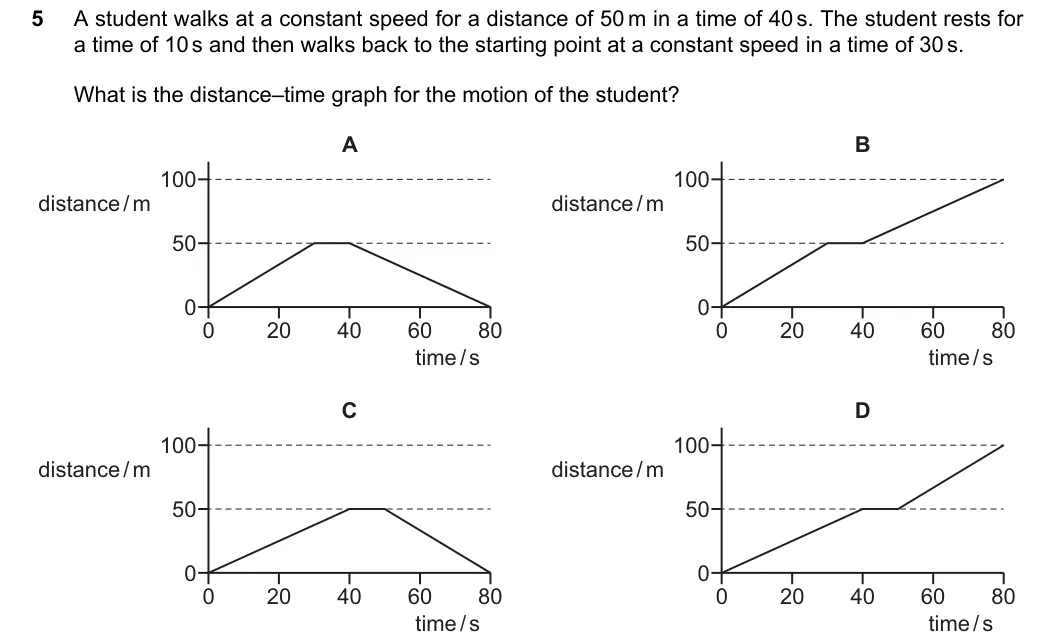 5 A student walks at a constant speed for a distance of 50 m in a time of 40 s. The student rests for
a time of 10 s and then walks back to the starting point at a constant speed in a time of 30 s.
What is the distance–time graph for the motion of the student?
A
100
distance / m
50
0
0 20 40 60 80
time / s
B
100
distance / m
50
0
0 20 40 60 80
time / s
C
100
distance / m
50
0
0 20 40 60 80
time / s
D
100
distance / m
50
0
0 20 40 60 80
time / s